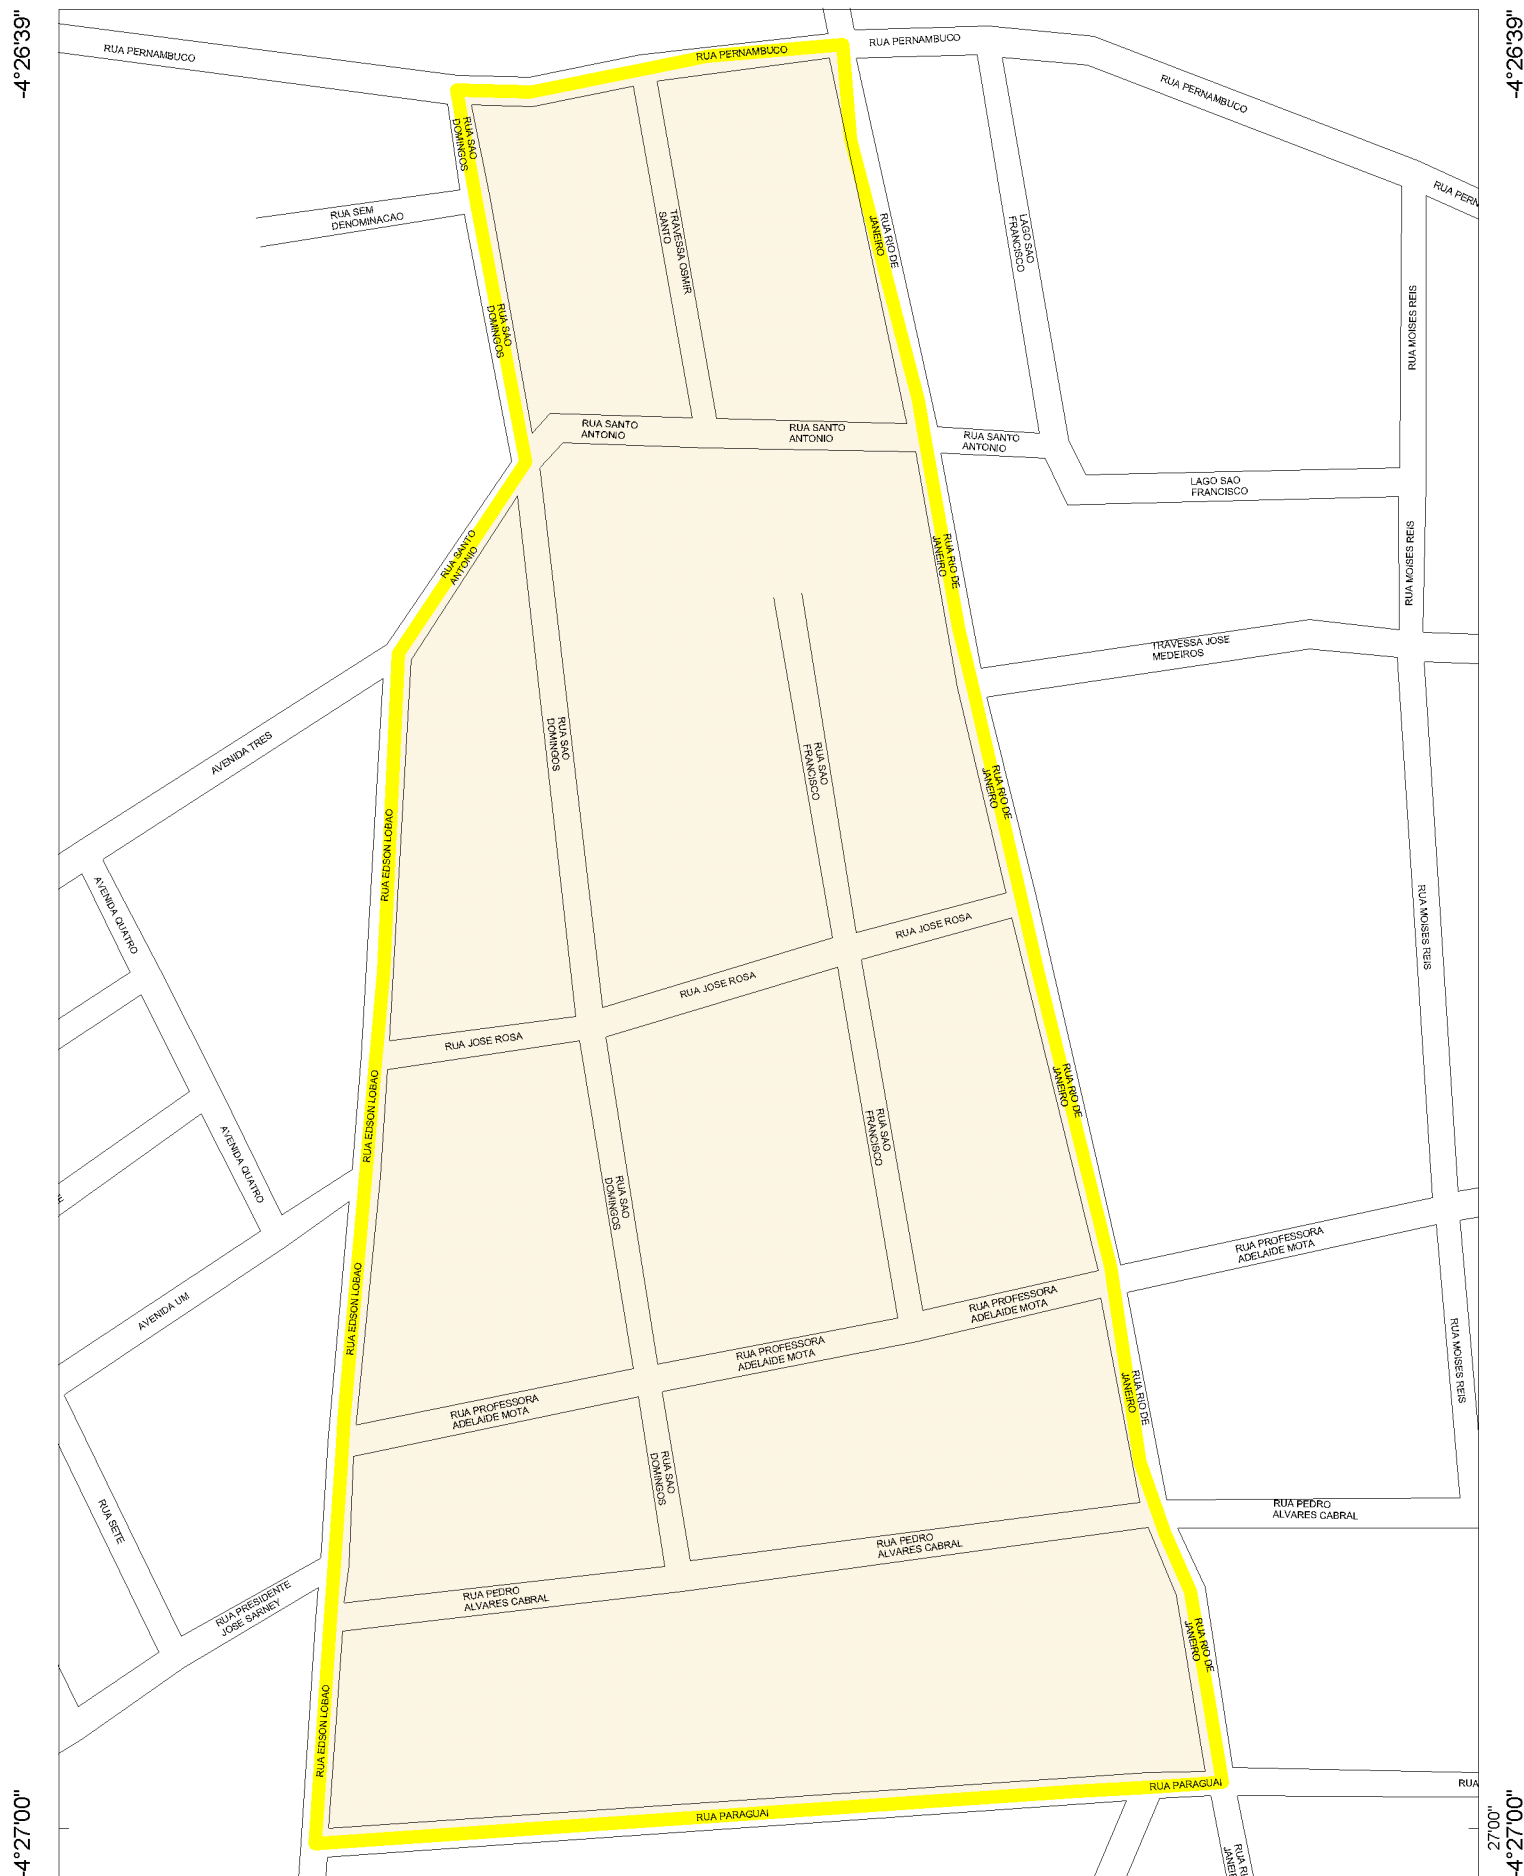 -4°26'39"
-4°26'39"
RUA PERNAMBUCO
RUA PERNAMBUCO
RUA PERNAMBUCO
RUA PERNAMBUCO
RUA PERN
RUA SAO
DOMINGOS
RUA SEM
DENOMINACAO
TRAVESSA OSMIR
SANTO
RUA RIO DE
JANEIRO
LAGO SAO
FRANCISCO
RUA MOISES REIS
RUA SAO
DOMINGOS
RUA SANTO
ANTONIO
RUA SANTO
ANTONIO
RUA SANTO
ANTONIO
LAGO SAO
FRANCISCO
RUA SANTO
ANTONIO
RUA RIO DE
JANEIRO
RUA MOISES REIS
TRAVESSA JOSE
MEDEIROS
AVENIDA TRES
RUA SAO
DOMINGOS
RUA SAO
FRANCISCO
RUA RIO DE
JANEIRO
RUA EDSON LOBAO
AVENIDA QUATRO
RUA JOSE ROSA
RUA MOISES REIS
RUA JOSE ROSA
RUA JOSE ROSA
RUA EDSON LOBAO
RUA RIO DE
JANEIRO
AVENIDA QUATRO
RUA SAO
FRANCISCO
RUA SAO
DOMINGOS
RUA PROFESSORA
ADELAIDE MOTA
AVENIDA UM
RUA EDSON LOBAO
RUA PROFESSORA
ADELAIDE MOTA
RUA PROFESSORA
ADELAIDE MOTA
RUA MOISES REIS
RUA RIO DE
JANEIRO
RUA PROFESSORA
ADELAIDE MOTA
RUA SAO
DOMINGOS
RUA SETE
RUA PEDRO
ALVARES CABRAL
RUA PEDRO
ALVARES CABRAL
RUA PRESIDENTE
JOSE SARNEY
RUA PEDRO
ALVARES CABRAL
RUA RIO DE
JANEIRO
RUA EDSON LOBAO
RUA PARAGUAI
RUA
RUA PARAGUAI
-4°27'00"
27'00"
-4°27'00"